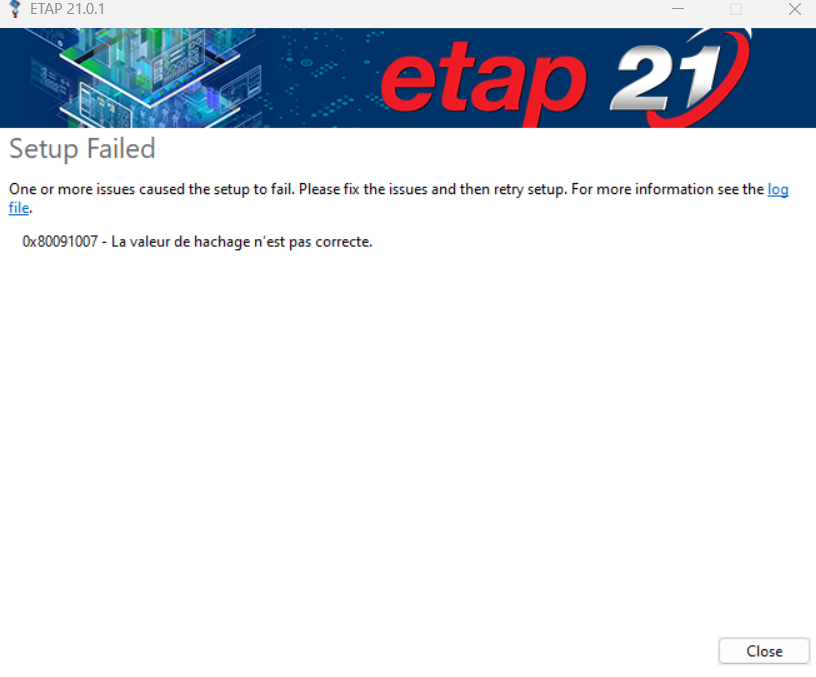 ETAP 21.0.1
etap 21
Setup Failed
One or more issues caused the setup to fail. Please fix the issues and then retry setup. For more information see the log
file.
0x80091007 - La valeur de hachage n'est pas correcte.
Close